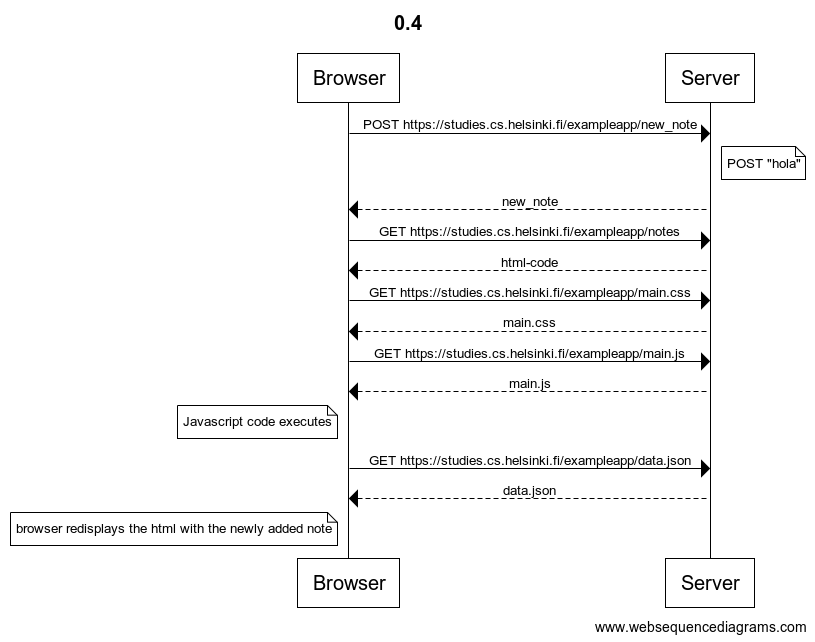 0.4
Browser
Server
POST https://studies.cs.helsinki.fi/exampleapp/new_note
POST "hola"
new_note
GET https://studies.cs.helsinki.fi/exampleapp/notes
html-code
GET https://studies.cs.helsinki.fi/exampleapp/main.css
main.css
GET https://studies.cs.helsinki.fi/exampleapp/main.js
main.js
Javascript code executes
GET https://studies.cs.helsinki.fi/exampleapp/data.json
data.json
browser redisplays the html with the newly added note
Browser
Server
www.websequencediagrams.com